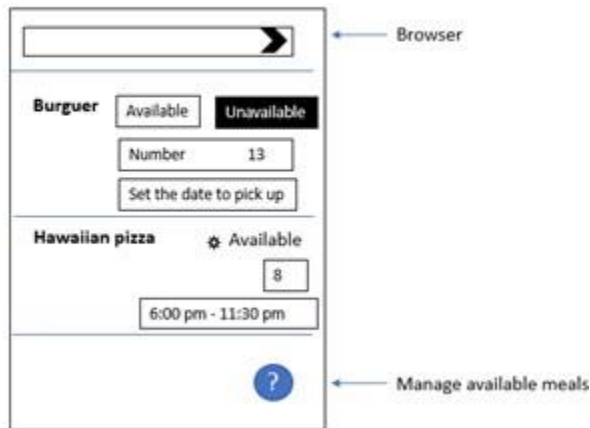 Browser
Burguer Available Unavailable
Number 13
Set the date to pick up
Hawaiian pizza Available
8
6:00 pm - 11:30 pm
? Manage available meals